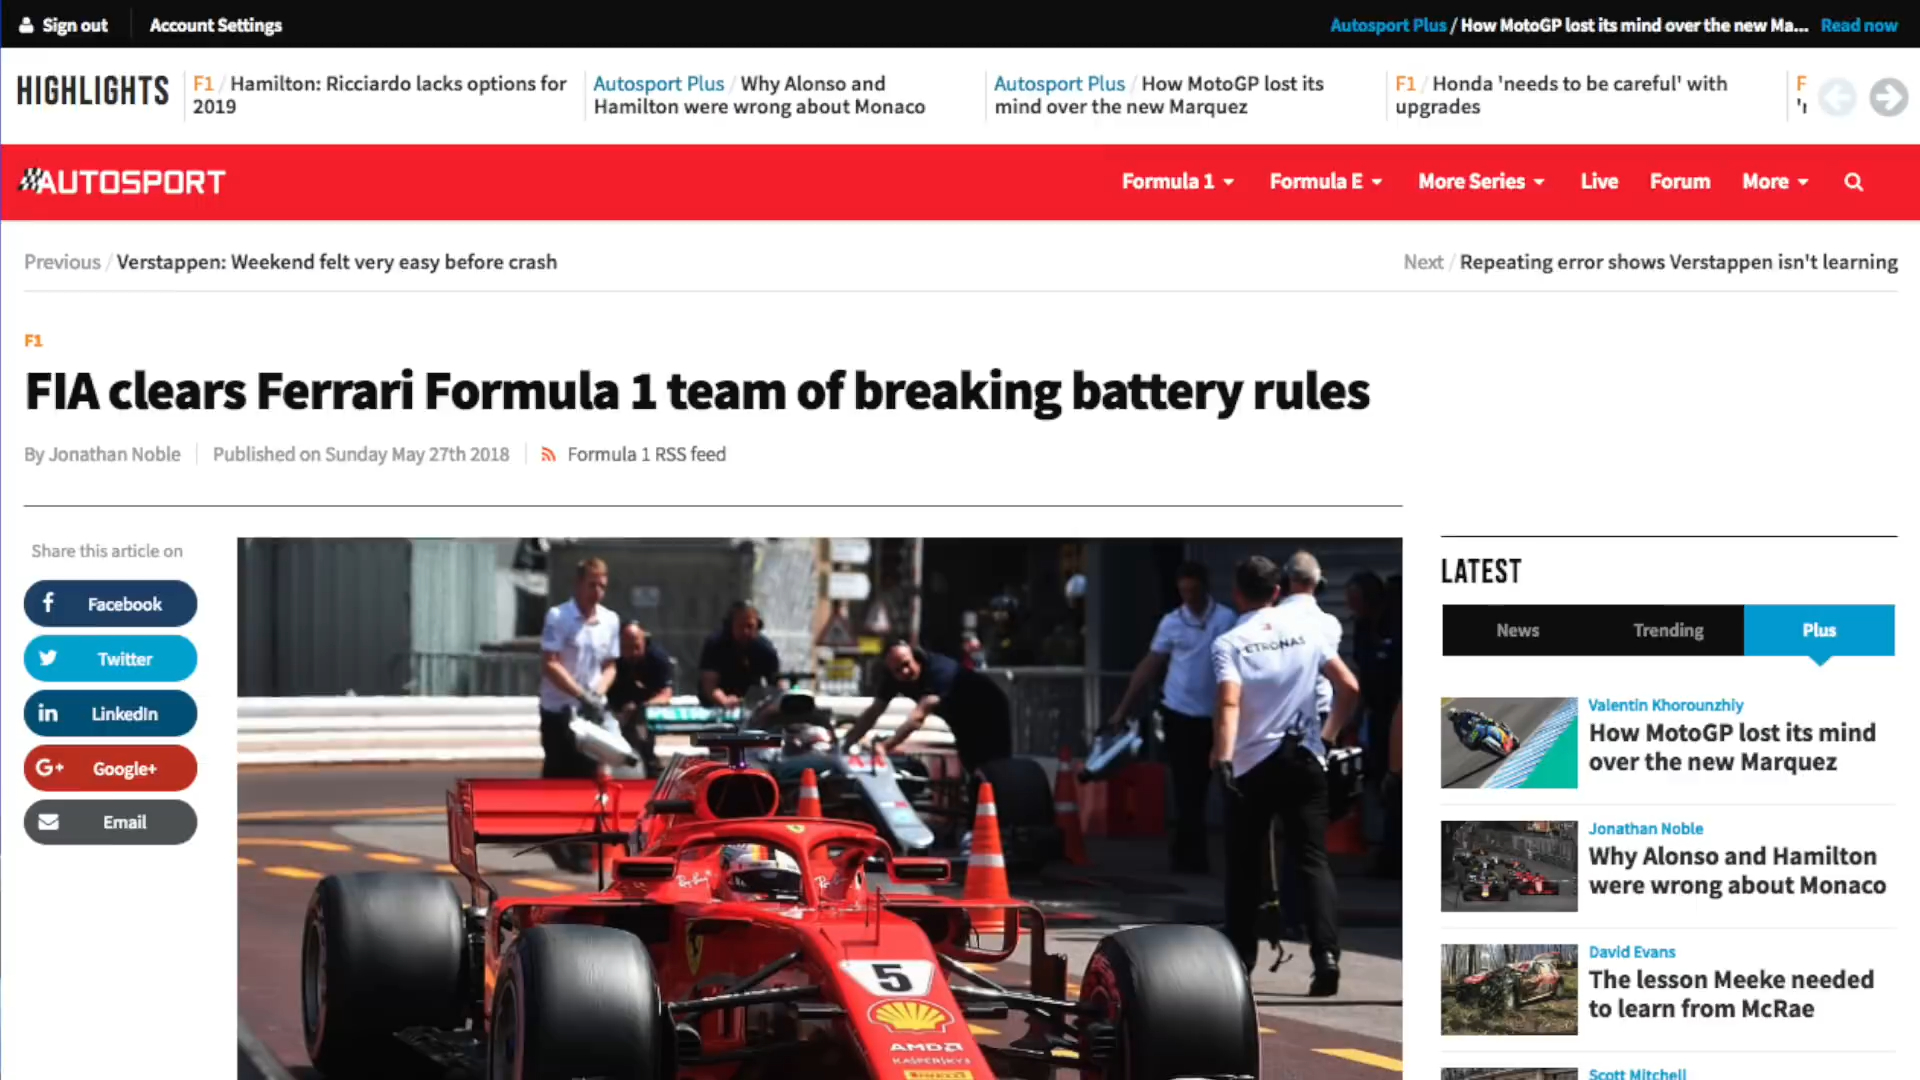 Sign out
Account Settings
Autosport Plus / How MotoGP lost its mind over the new Ma... Read now
HIGHLIGHTS
F1 / Hamilton: Ricciardo lacks options for
2019
Autosport Plus / Why Alonso and
Hamilton were wrong about Monaco
Autosport Plus / How MotoGP lost its
mind over the new Marquez
F1 / Honda 'needs to be careful' with
upgrades
F
AUTOSPORT
Formula 1
Formula E
More Series
Live
Forum
More
Previous / Verstappen: Weekend felt very easy before crash
Next / Repeating error shows Verstappen isn't learning
F1
FIA clears Ferrari Formula 1 team of breaking battery rules
By Jonathan Noble
Published on Sunday May 27th 2018
Formula 1 RSS feed
Share this article on
Facebook
Twitter
LinkedIn
Google+
Email
PETRONAS
44
Ray-Ban
5
AMD
KASPERSKY
PIRELLI
LATEST
News
Trending
Plus
Valentin Khorounzhiy
How MotoGP lost its mind
over the new Marquez
Jonathan Noble
Why Alonso and Hamilton
were wrong about Monaco
David Evans
The lesson Meeke needed
to learn from McRae
Scott Mitchell